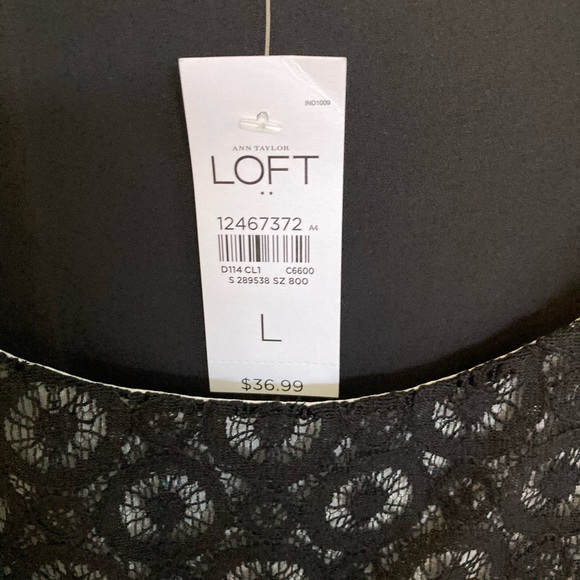 IND1009
ANN TAYLOR
LOFT
12467372 A4
D114 CL1 C6600
S 289538 SZ 800
L
$36.99